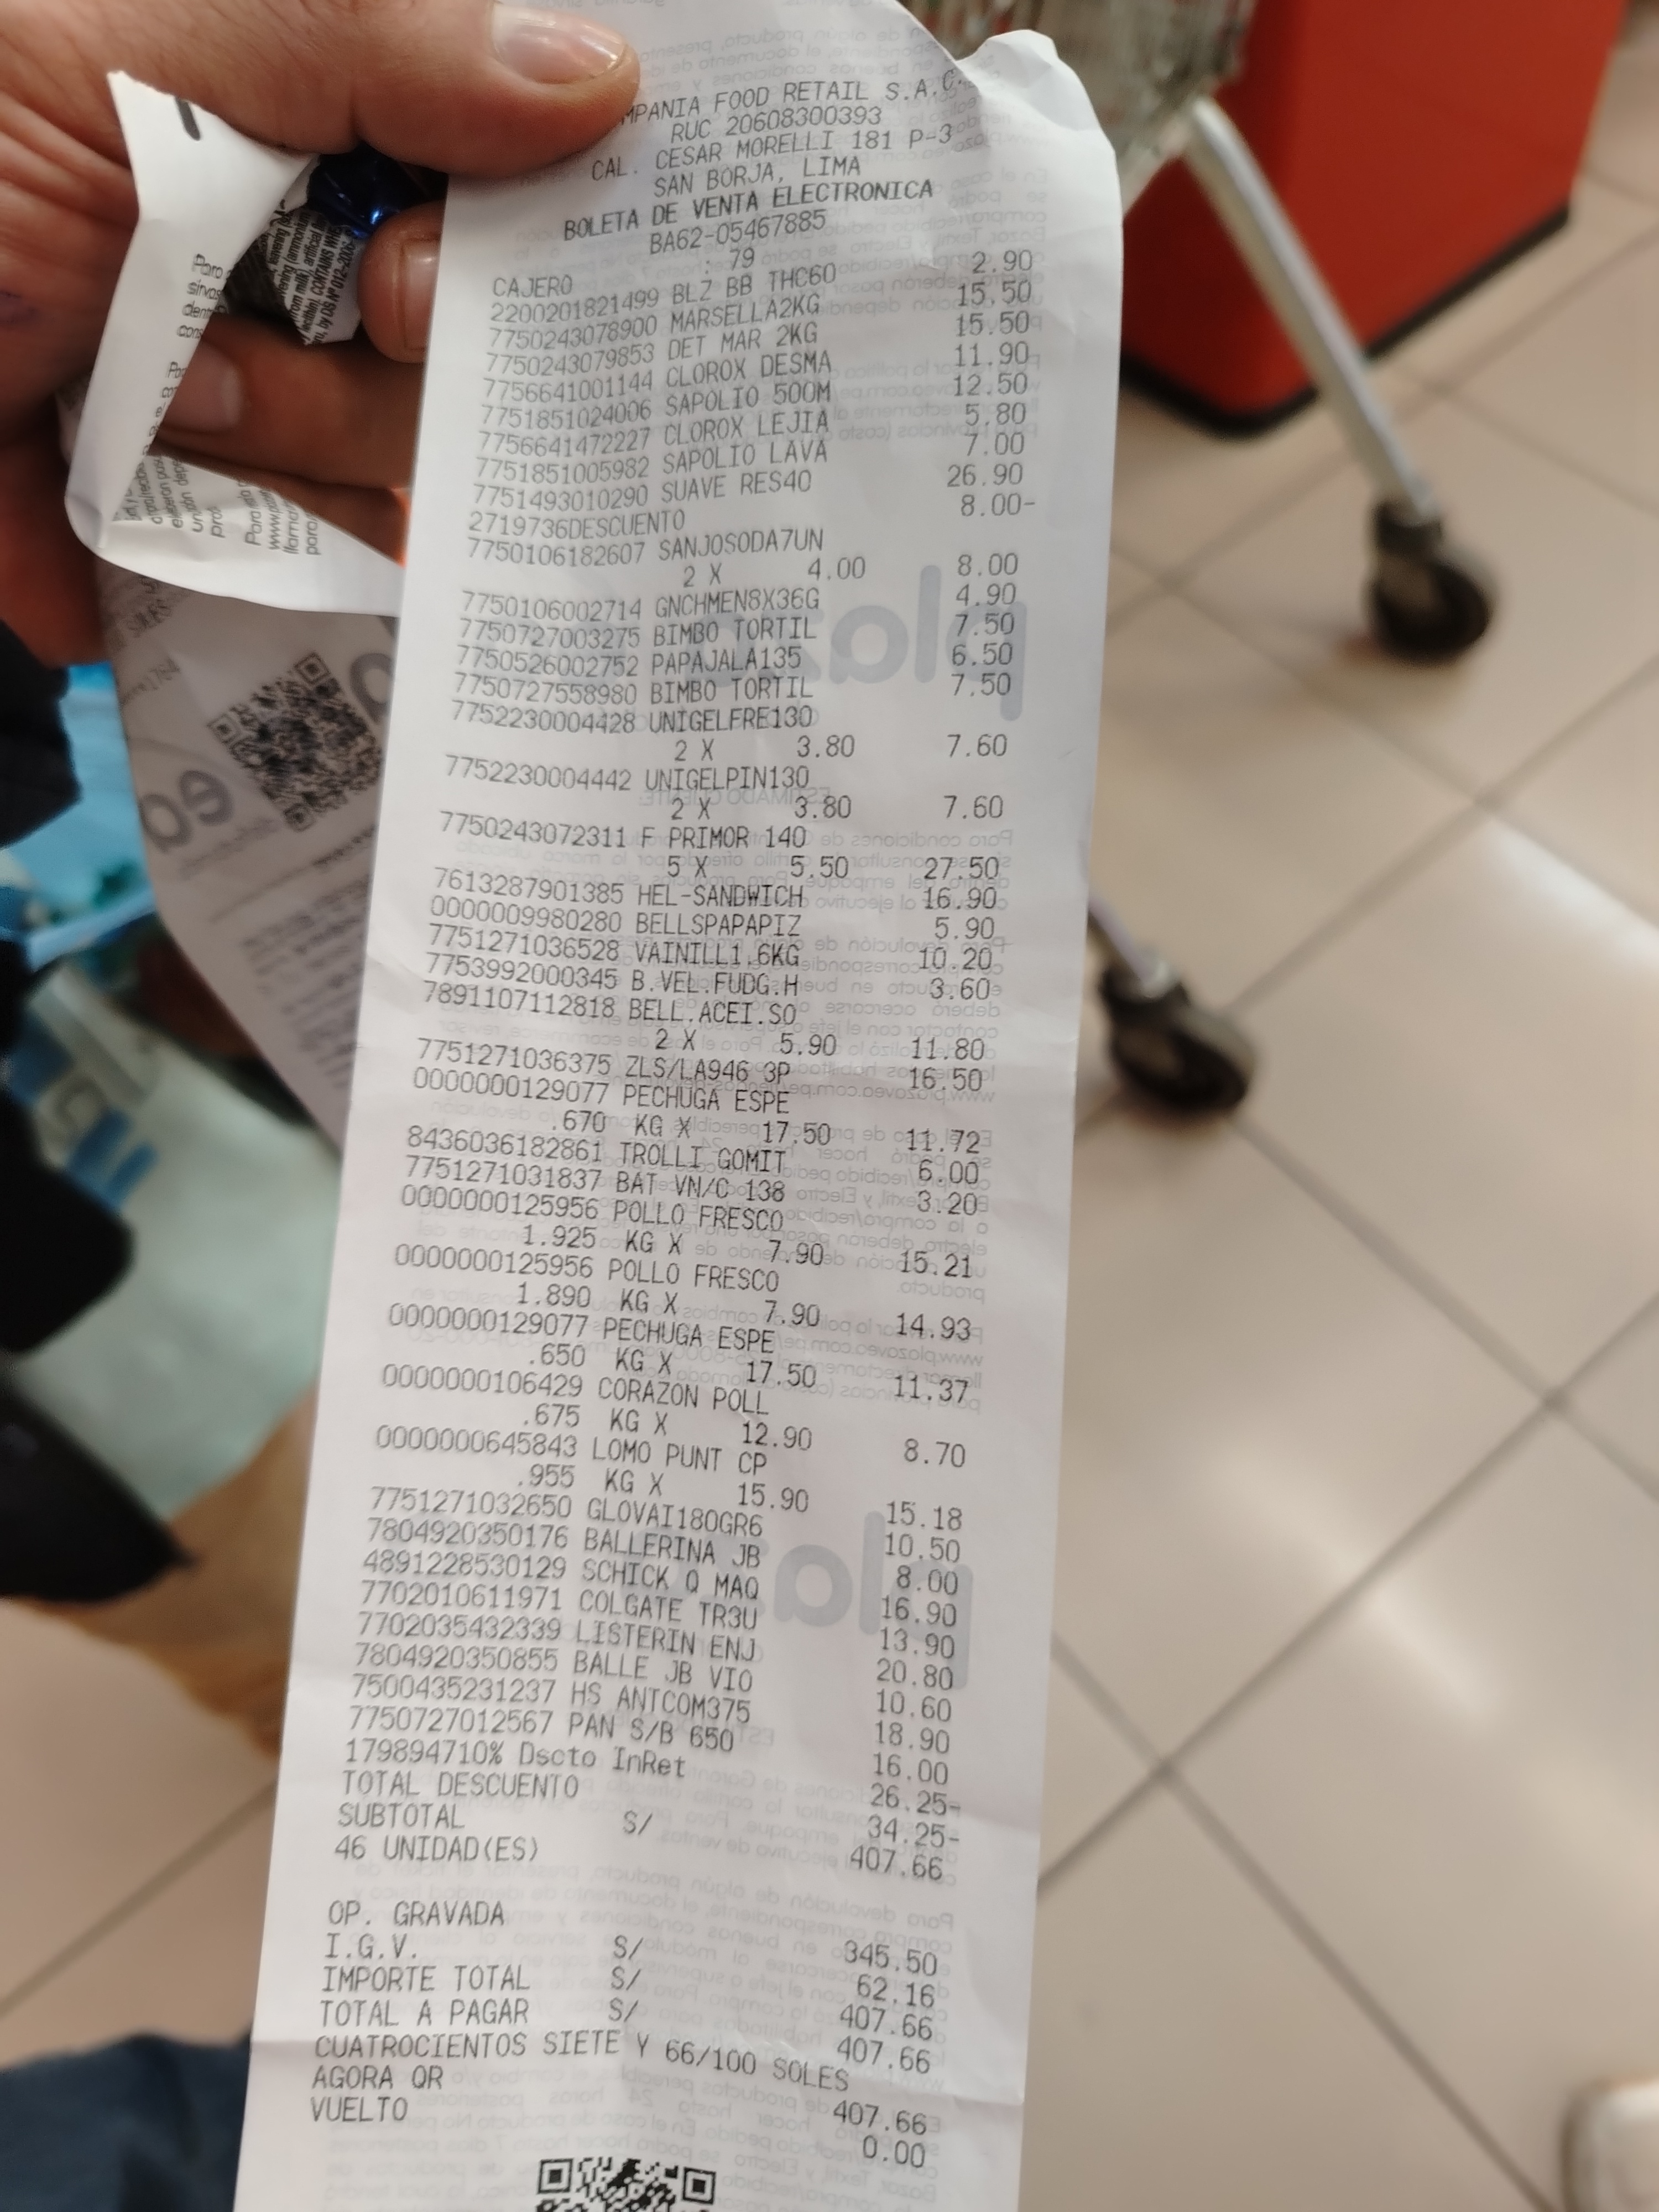 MPANIA FOOD RETAIL S.A.C.
RUC 20608300393
CAL. CESAR MORELLI 181 P-3
SAN BORJA, LIMA
BOLETA DE VENTA ELECTRONICA
BA62-05467885
CAJERO : 79
2200201821499 BLZ BB THC60 2.90
7750243078900 MARSELLA2KG 15.50
7750243079853 DET MAR 2KG 15.50
7756641001144 CLOROX DESMA 11.90
7751851024006 SAPOLIO 500M 12.50
7756641472227 CLOROX LEJIA 5.80
7751851005982 SAPOLIO LAVA 7.00
7751493010290 SUAVE RES40 26.90
2719736DESCUENTO 8.00-
7750106182607 SANJOSODA7UN
2 X 4.00 8.00
7750106002714 GNCHMEN8X36G 4.90
7750727003275 BIMBO TORTIL 7.50
7750526002752 PAPAJALA135 6.50
7750727558980 BIMBO TORTIL 7.50
7752230004428 UNIGELFRE130
2 X 3.80 7.60
7752230004442 UNIGELPIN130
2 X 3.80 7.60
7750243072311 F PRIMOR 140
5 X 5.50 27.50
7613287901385 HEL-SANDWICH 16.90
0000009980280 BELLSPAPAPIZ 5.90
7751271036528 VAINILL1.6KG 10.20
7753992000345 B.VEL.FUDG.H 3.60
7891107112818 BELL.ACEI.SO
2 X 5.90 11.80
7751271036375 ZLS/LA946 3P 16.50
0000000129077 PECHUGA ESPE
.670 KG X 17.50 11.72
8436036182861 TROLLI GOMIT 6.00
7751271031837 BAT VN/C 138 3.20
0000000125956 POLLO FRESCO
1.925 KG X 7.90 15.21
0000000125956 POLLO FRESCO
1.890 KG X 7.90 14.93
0000000129077 PECHUGA ESPE
.650 KG X 17.50 11.37
0000000106429 CORAZON POLL
.675 KG X 12.90 8.70
0000000645843 LOMO PUNT CP
.955 KG X 15.90 15.18
7751271032650 GLOVAI180GR6 10.50
7804920350176 BALLERINA JB 8.00
4891228530129 SCHICK Q MAQ 16.90
7702010611971 COLGATE TR3U 13.90
7702035432339 LISTERIN ENJ 20.80
7804920350855 BALLE JB VIO 10.60
7500435231237 HS ANTCOM375 18.90
7750727012567 PAN S/B 650 16.00
179894710% Dscto InRet 26.25-
TOTAL DESCUENTO 34.25-
SUBTOTAL S/ 407.66
46 UNIDAD(ES)
OP. GRAVADA S/ 345.50
I.G.V. S/ 62.16
IMPORTE TOTAL S/ 407.66
TOTAL A PAGAR 407.66
CUATROCIENTOS SIETE Y 66/100 SOLES
AGORA QR 407.66
VUELTO 0.00